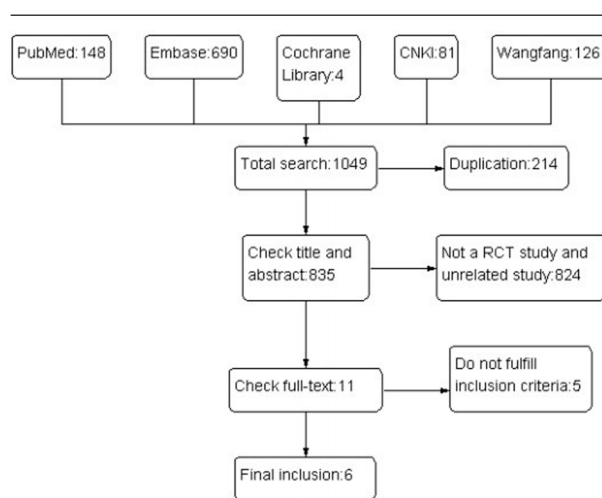 PubMed:148
Embase:690
Cochrane
Library:4
CNKI:81
Wangfang:126
Total search:1049
Duplication:214
Check title and
abstract:835
Not a RCT study and
unrelated study:824
Check full-text:11
Do not fulfill
inclusion criteria:5
Final inclusion:6